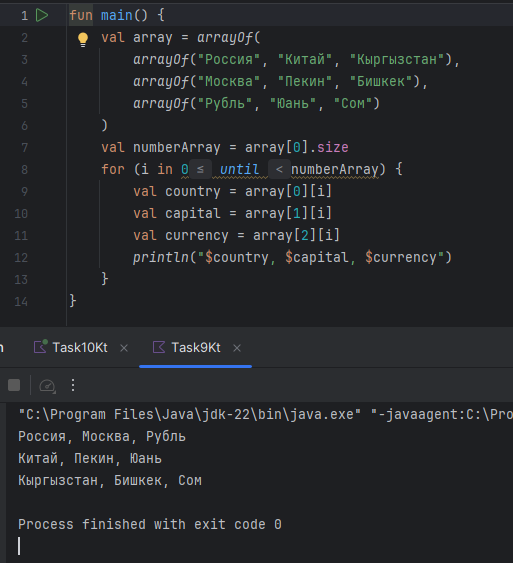 1 fun main() {
2 val array = arrayOf(
3 arrayOf("Россия", "Китай", "Кыргызстан"),
4 arrayOf("Москва", "Пекин", "Бишкек"),
5 arrayOf("Рубль", "Юань", "Сом")
6 )
7 val numberArray = array[0].size
8 for (i in 0 ≤ until < numberArray) {
9 val country = array[0][i]
10 val capital = array[1][i]
11 val currency = array[2][i]
12 println("$country, $capital, $currency")
13 }
14 }
n Task10Kt × Task9Kt ×
"C:\Program Files\Java\jdk-22\bin\java.exe" "-javaagent:C:\Pro
Россия, Москва, Рубль
Китай, Пекин, Юань
Кыргызстан, Бишкек, Сом
Process finished with exit code 0